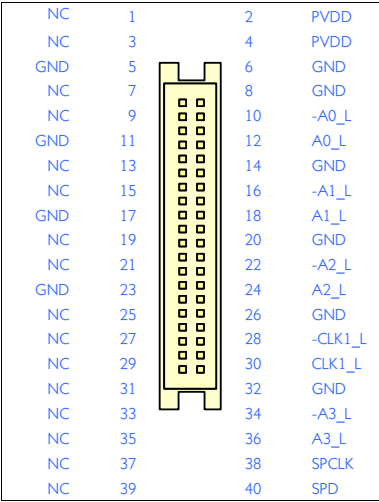 NC 1 2 PVDD
NC 3 4 PVDD
GND 5 6 GND
NC 7 8 GND
NC 9 10 -A0_L
GND 11 12 A0_L
NC 13 14 GND
NC 15 16 -A1_L
GND 17 18 A1_L
NC 19 20 GND
NC 21 22 -A2_L
GND 23 24 A2_L
NC 25 26 GND
NC 27 28 -CLK1_L
NC 29 30 CLK1_L
NC 31 32 GND
NC 33 34 -A3_L
NC 35 36 A3_L
NC 37 38 SPCLK
NC 39 40 SPD